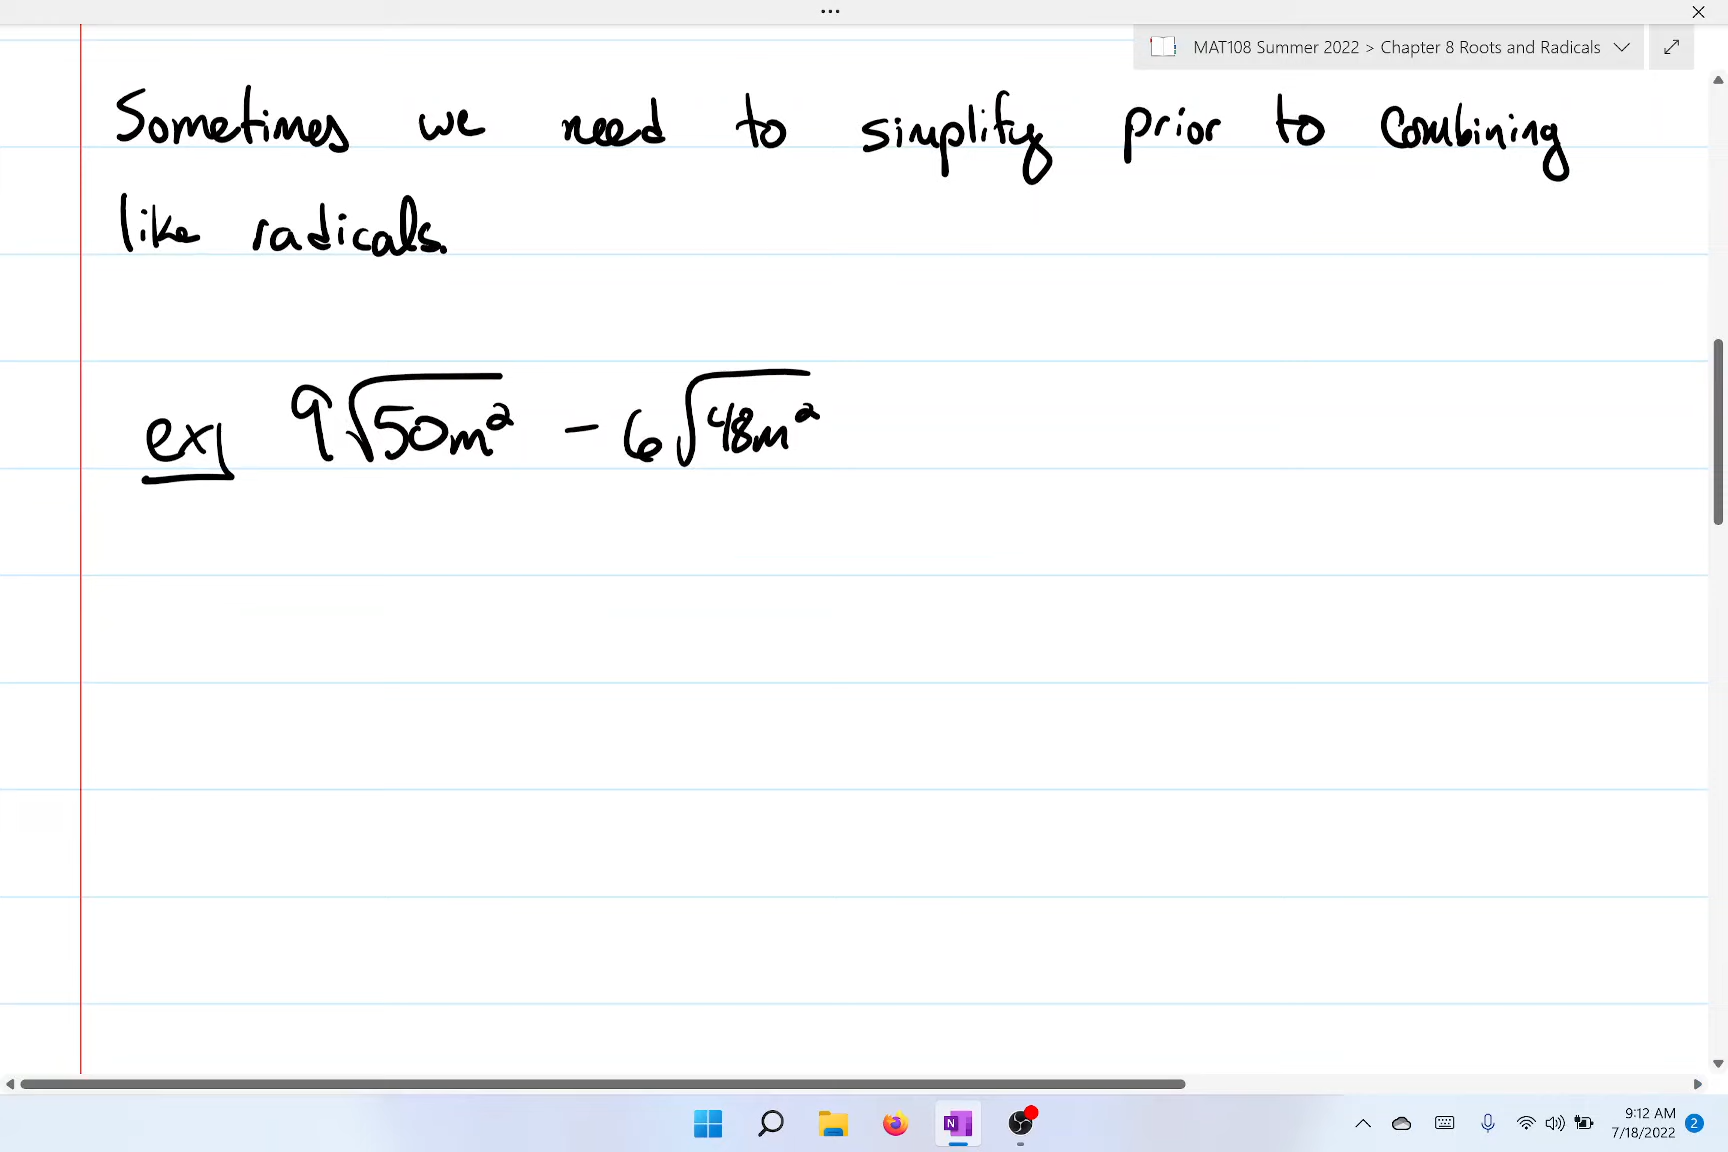 MAT108 Summer 2022 > Chapter 8 Roots and Radicals
Sometimes we need to simplify prior to combining
like radicals.
ex) 9√50m² - 6√48m²
9:12 AM
7/18/2022
2